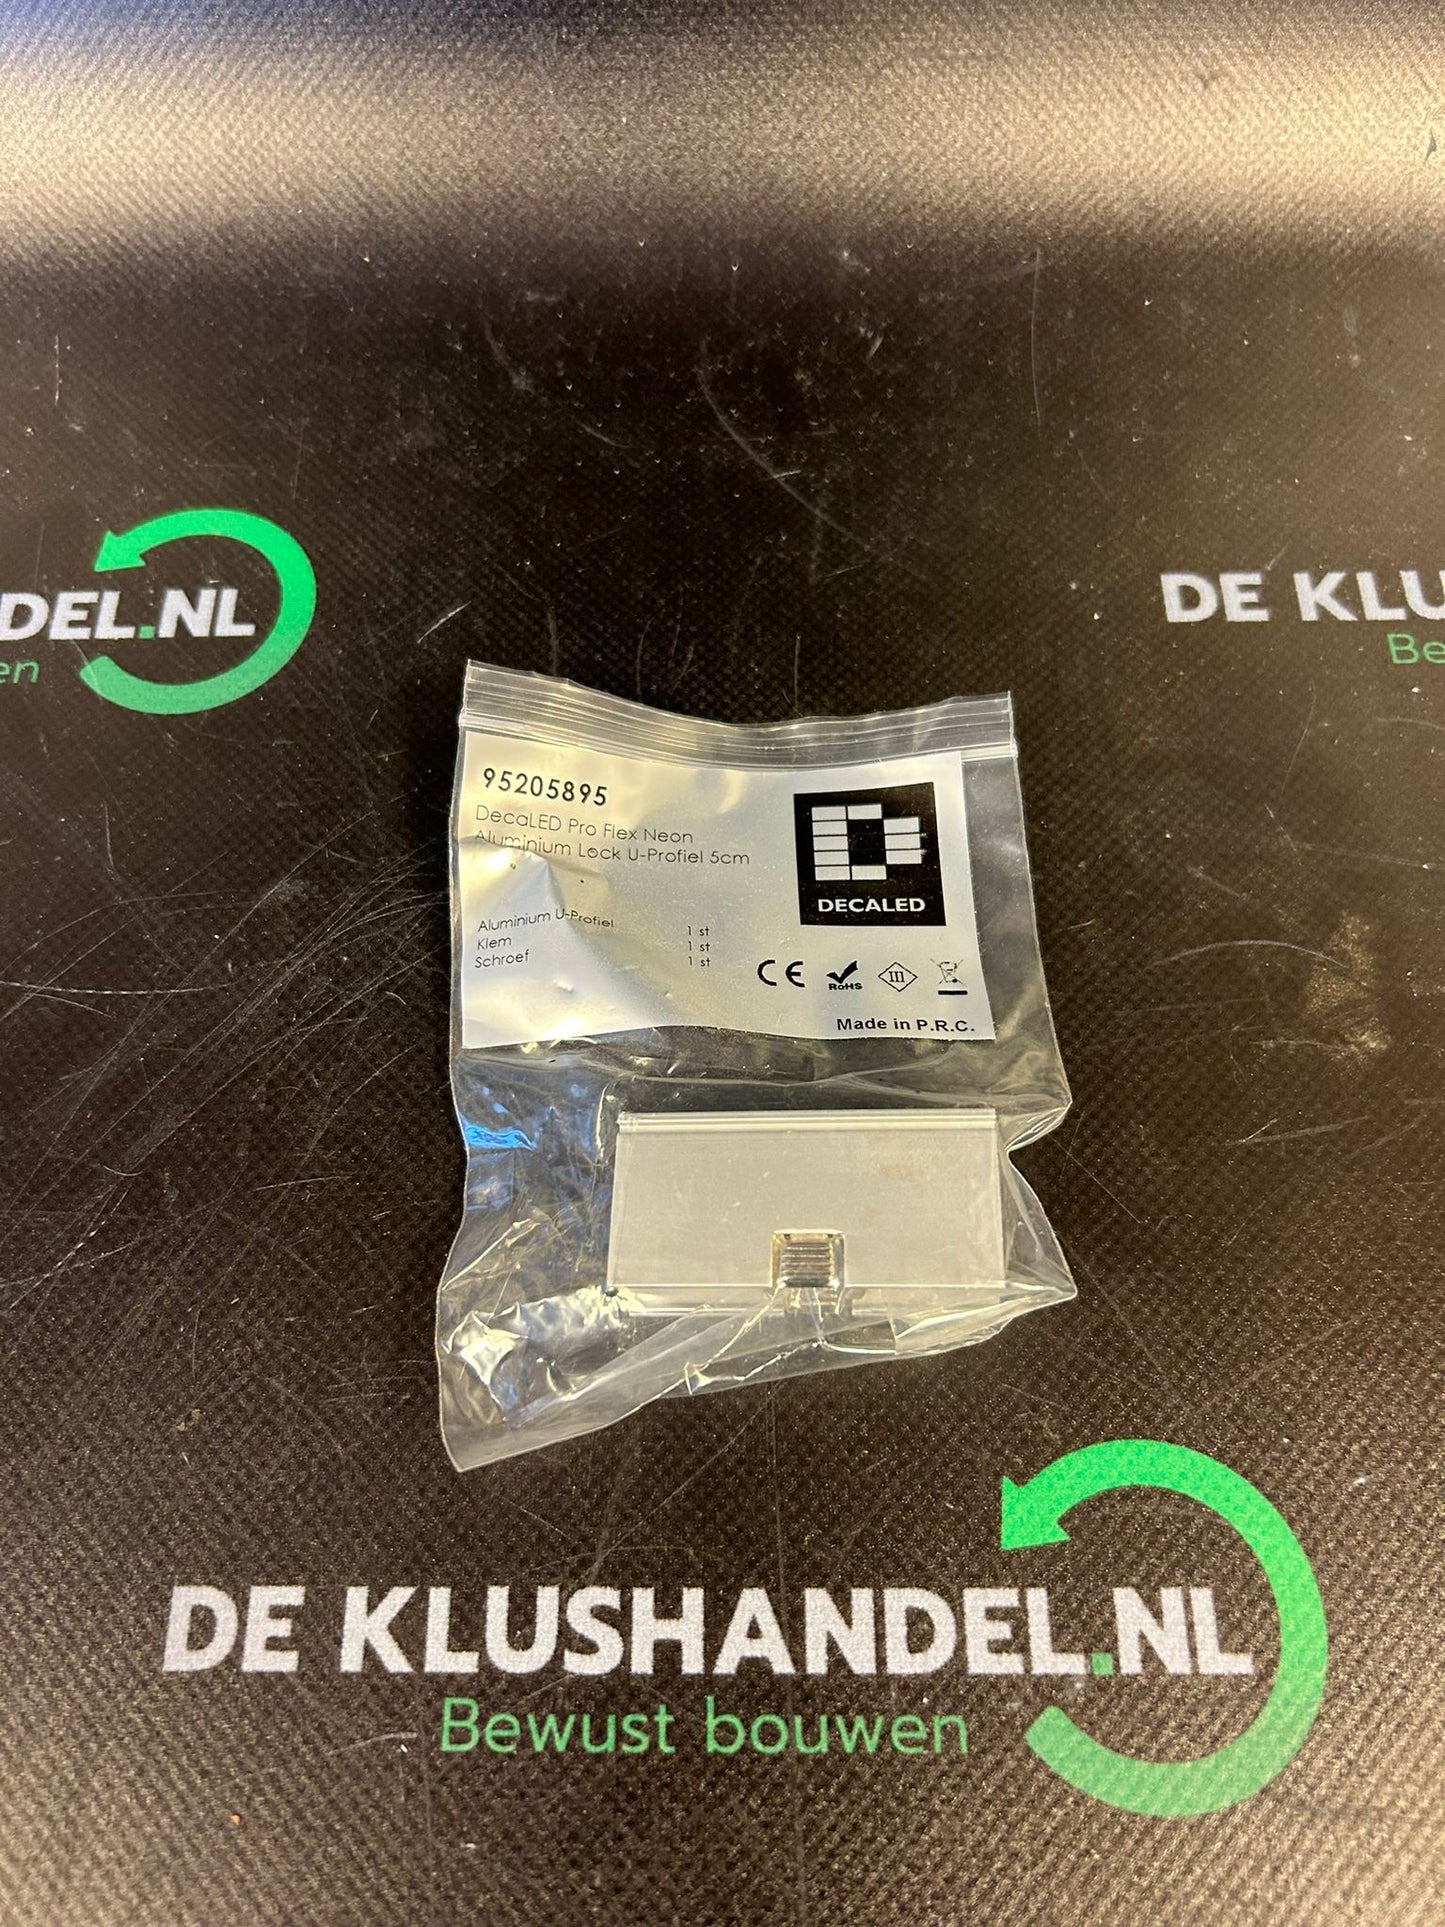 DEL.NL
en
DE KLU
Be
95205895
DecaLED Pro Flex Neon
Aluminium Lock U-Profiel 5cm
DECALED
Aluminium U-Profiel 1 st
Klem 1 st
Schroef 1 st
CE
RoHS
III
Made in P.R.C.
DE KLUSHANDEL.NL
Bewust bouwen